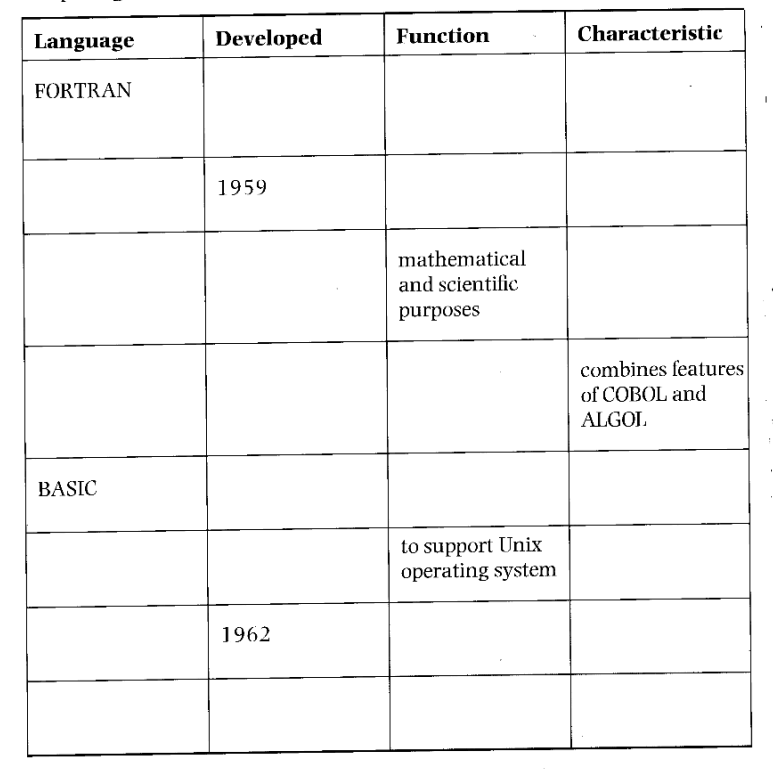 Language Developed Function Characteristic
FORTRAN
1959
mathematical
and scientific
purposes
combines features
of COBOL and
ALGOL
BASIC
to support Unix
operating system
1962